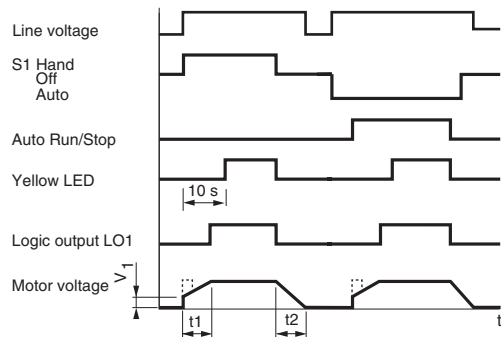 Line voltage
S1 Hand
Off
Auto
Auto Run/Stop
Yellow LED
10 s
Logic output LO1
Motor voltage
V1
t1
t2
t